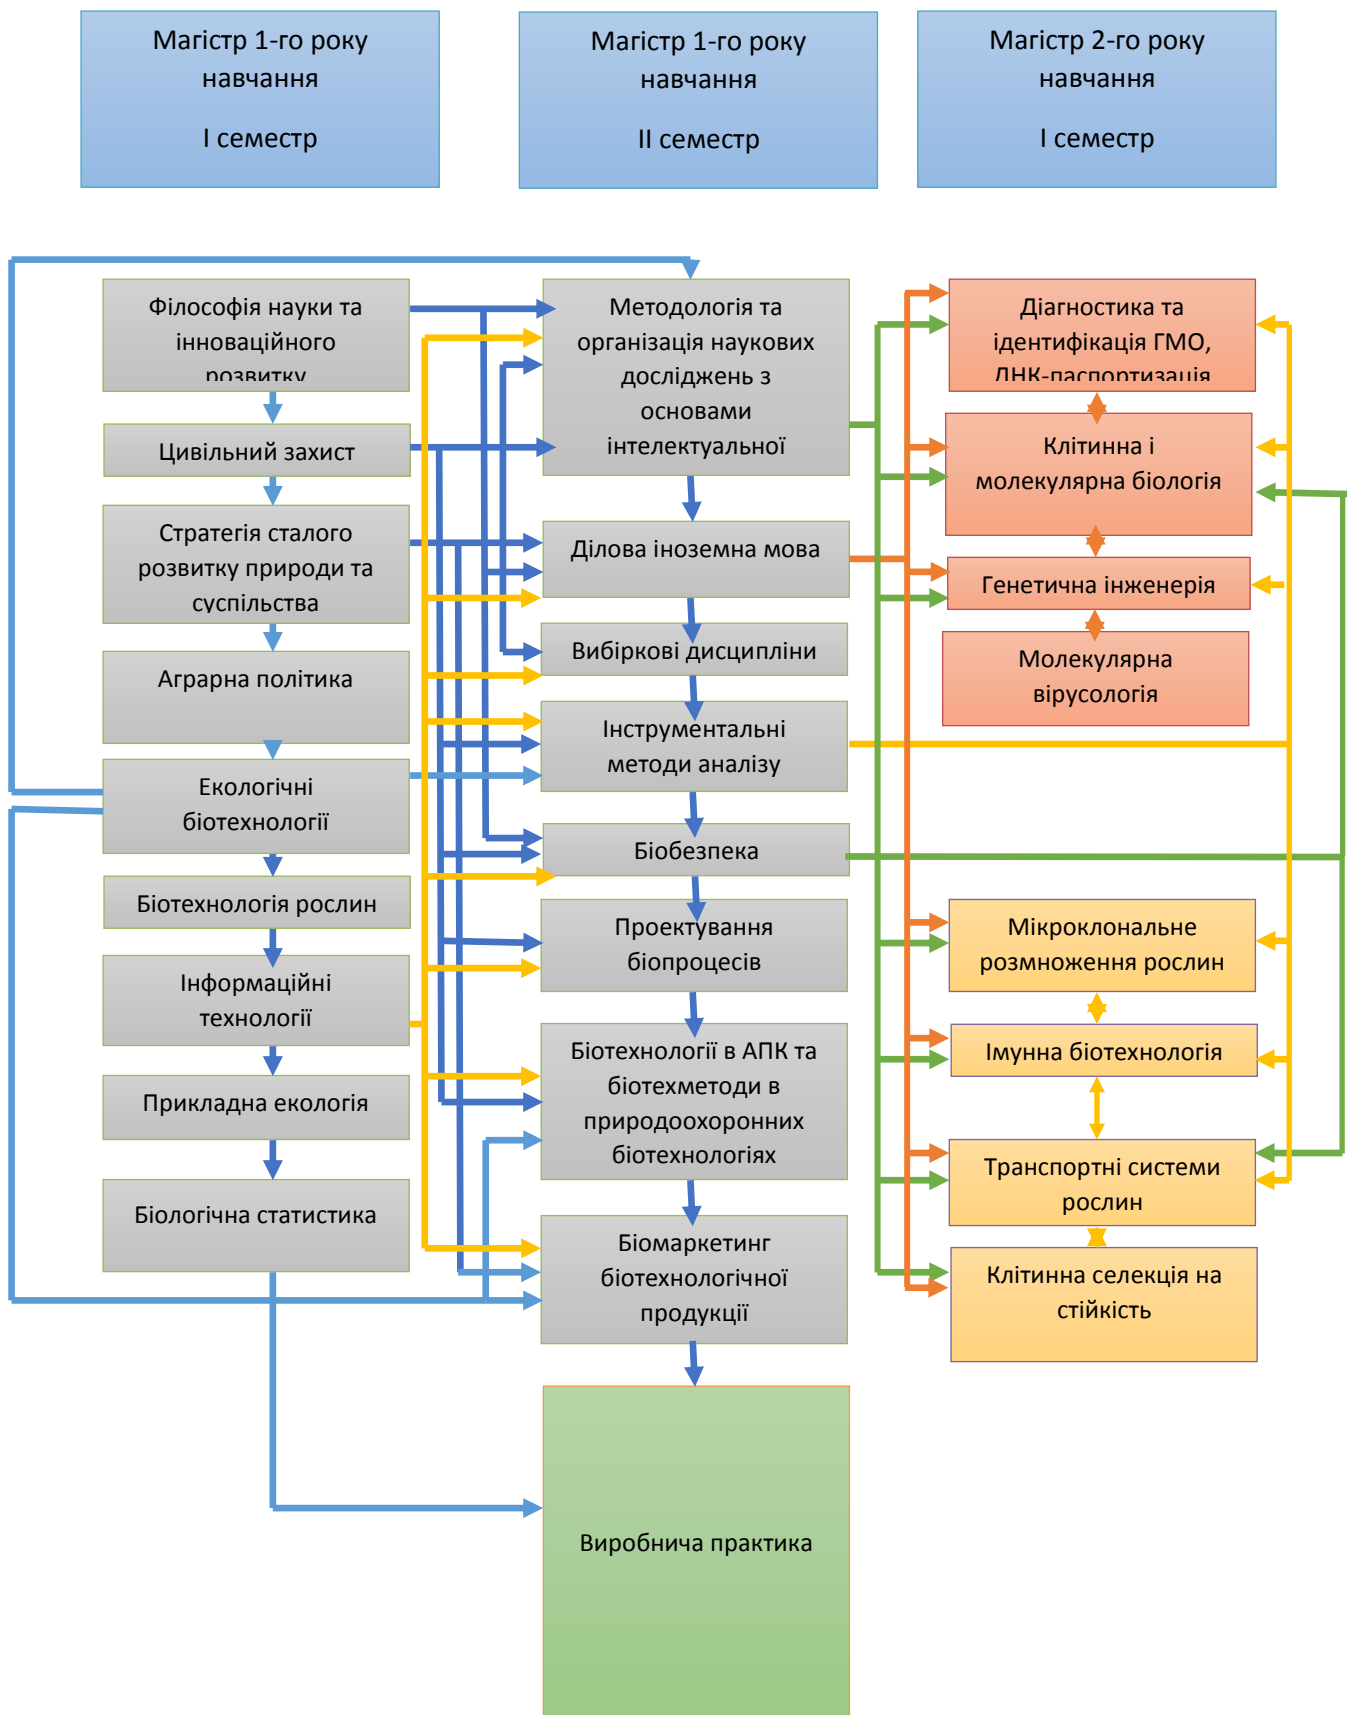 Магістр 1-го року
навчання
І семестр
Магістр 1-го року
навчання
ІІ семестр
Магістр 2-го року
навчання
І семестр
Філософія науки та
інноваційного
розвитку
Цивільний захист
Стратегія сталого
розвитку природи та
суспільства
Аграрна політика
Екологічні
біотехнології
Біотехнологія рослин
Інформаційні
технології
Прикладна екологія
Біологічна статистика
Методологія та
організація наукових
досліджень з
основами
інтелектуальної
Ділова іноземна мова
Вибіркові дисципліни
Інструментальні
методи аналізу
Біобезпека
Проектування
біопроцесів
Біотехнології в АПК та
біотехметоди в
природоохоронних
біотехнологіях
Біомаркетинг
біотехнологічної
продукції
Виробнича практика
Діагностика та
ідентифікація ГМО,
ДНК-паспортизація
Клітинна і
молекулярна біологія
Генетична інженерія
Молекулярна
вірусологія
Мікроклональне
розмноження рослин
Імунна біотехнологія
Транспортні системи
рослин
Клітинна селекція на
стійкість